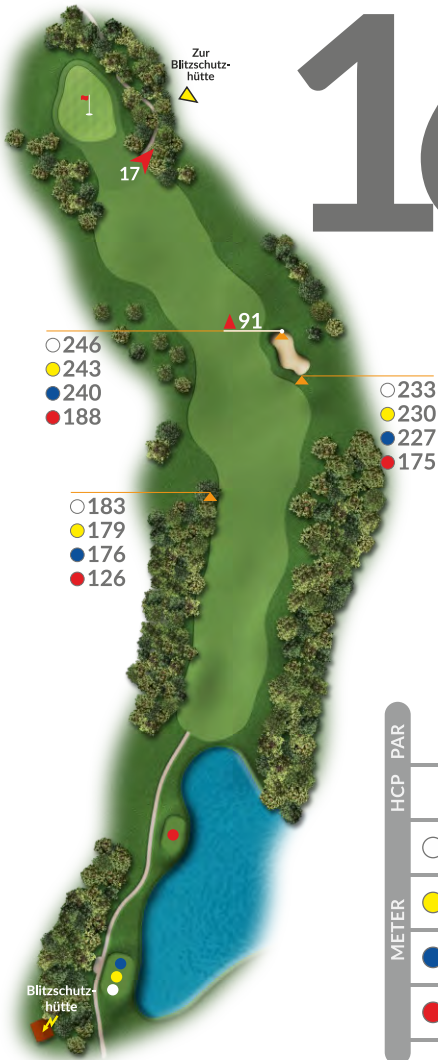 1
Zur
Blitzschutz-
hütte
17
91
246
243
240
188
233
230
227
175
183
179
176
126
PAR
HCP
METER
Blitzschutz-
hütte